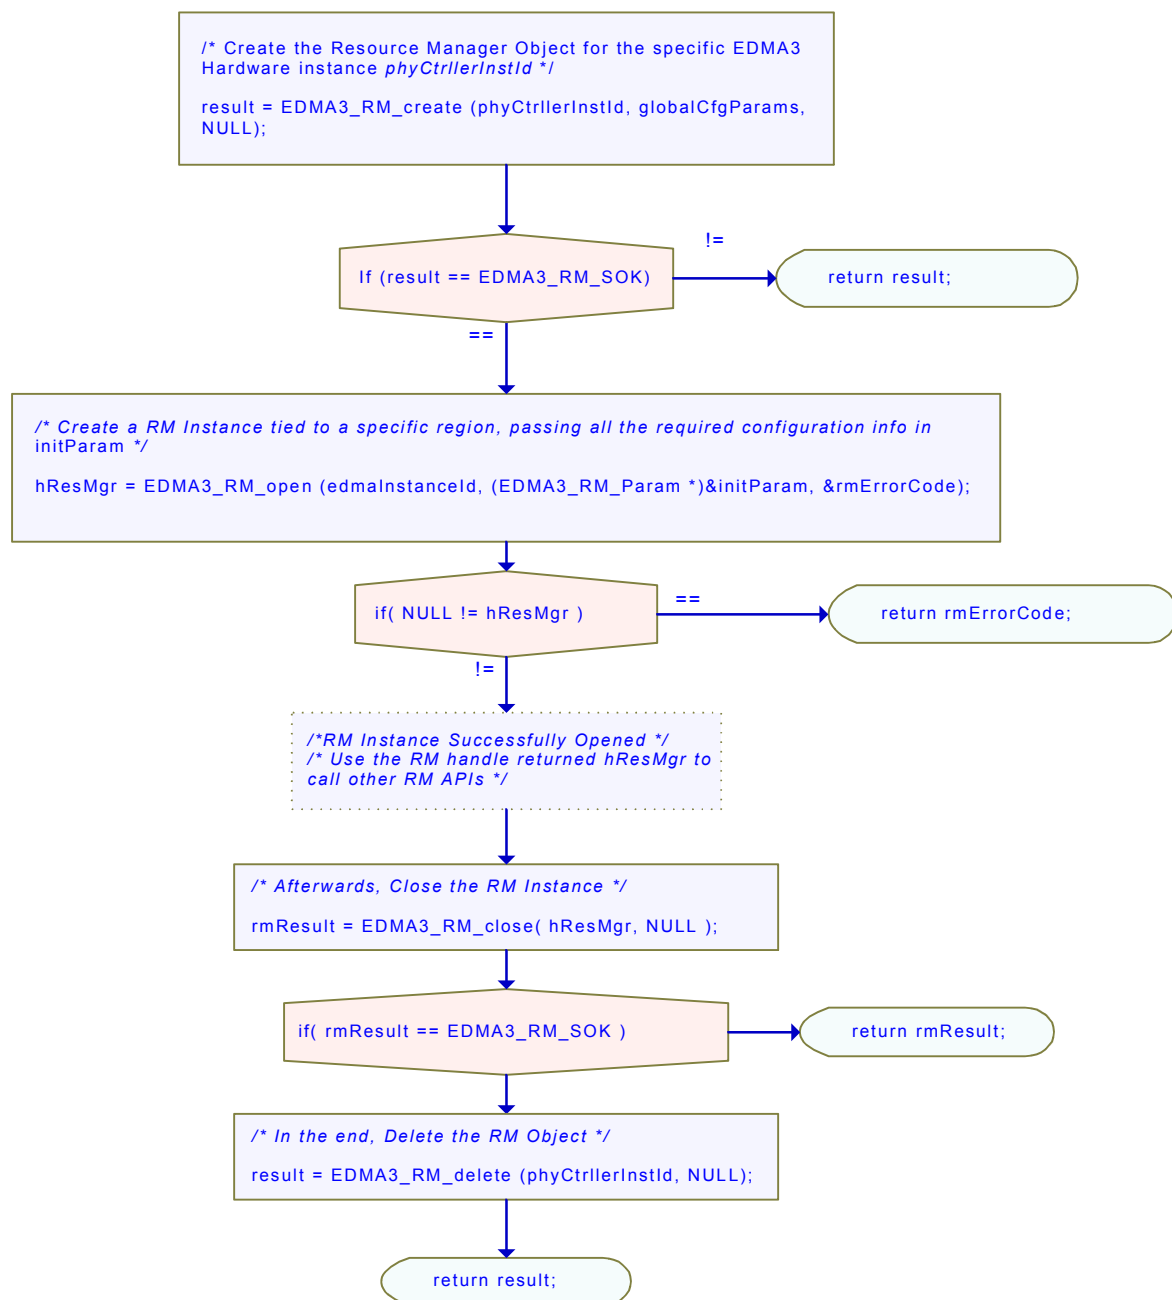 /* Create the Resource Manager Object for the specific EDMA3
Hardware instance phyCtrllerInstId */
result = EDMA3_RM_create (phyCtrllerInstId, globalCfgParams,
NULL);
If (result == EDMA3_RM_SOK)
!=
return result;
==
/* Create a RM Instance tied to a specific region, passing all the required configuration info in
initParam */
hResMgr = EDMA3_RM_open (edmaInstanceId, (EDMA3_RM_Param *)&initParam, &rmErrorCode);
if( NULL != hResMgr )
==
return rmErrorCode;
!=
/*RM Instance Successfully Opened */
/* Use the RM handle returned hResMgr to
call other RM APIs */
/* Afterwards, Close the RM Instance */
rmResult = EDMA3_RM_close( hResMgr, NULL );
if( rmResult == EDMA3_RM_SOK )
return rmResult;
/* In the end, Delete the RM Object */
result = EDMA3_RM_delete (phyCtrllerInstId, NULL);
return result;